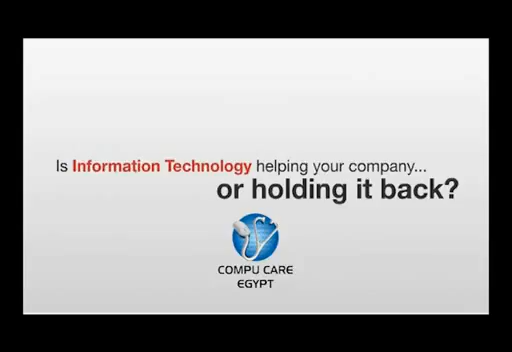 Is Information Technology helping your company...
or holding it back?
COMPU CARE
EGYPT